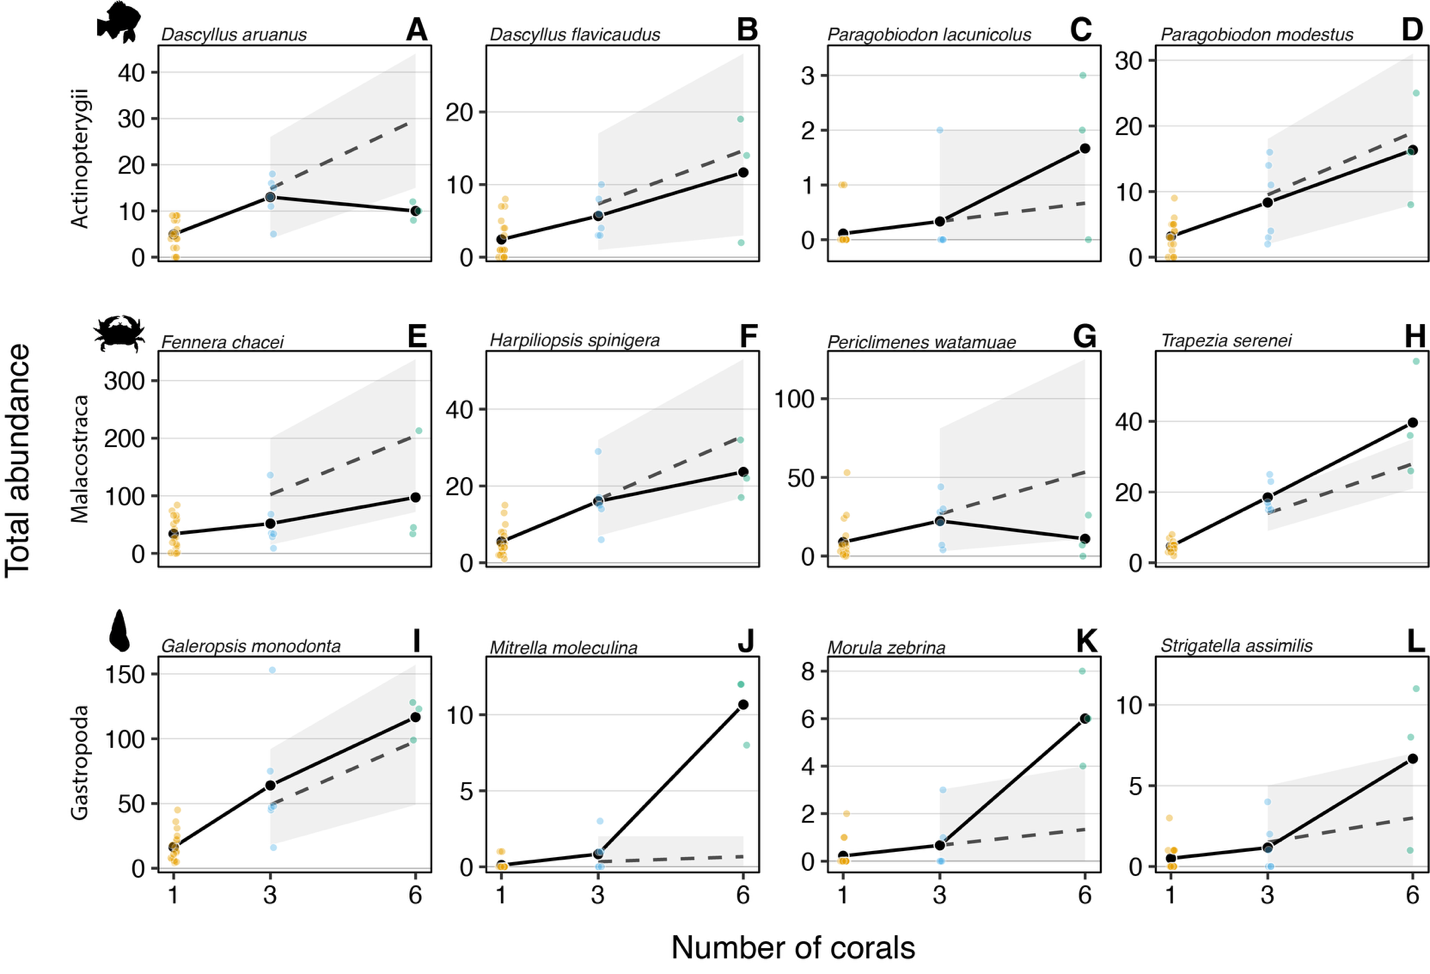 Total abundance
Number of corals
Actinopterygii
Dascyllus aruanus A
40
30
20
10
0
Dascyllus flavicaudus B
20
10
0
Paragobiodon lacunicolus C
3
2
1
0
Paragobiodon modestus D
30
20
10
0
Malacostraca
Fennera chacei E
300
200
100
0
Harpiliopsis spinigera F
40
20
0
Periclimenes watamuae G
100
50
0
Trapezia serenei H
40
20
0
Gastropoda
Galeropsis monodonta I
150
100
50
0
1 3 6
Mitrella moleculina J
10
5
0
1 3 6
Morula zebrina K
8
6
4
2
0
1 3 6
Strigatella assimilis L
10
5
0
1 3 6